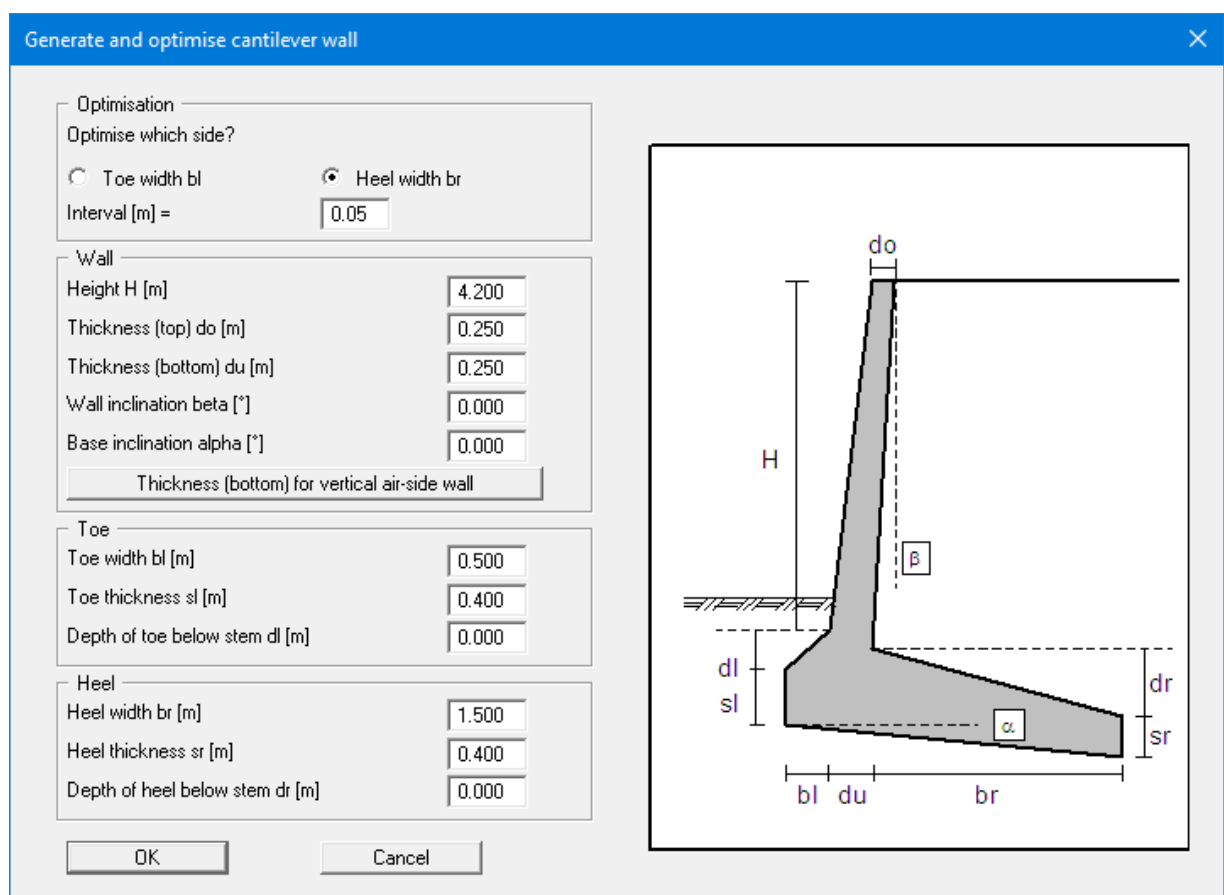 Generate and optimise cantilever wall
Optimisation
Optimise which side?
Toe width bl
Heel width br
Interval [m] = 0.05
Wall
Height H [m] 4.200
Thickness (top) do [m] 0.250
Thickness (bottom) du [m] 0.250
Wall inclination beta [°] 0.000
Base inclination alpha [°] 0.000
Thickness (bottom) for vertical air-side wall
Toe
Toe width bl [m] 0.500
Toe thickness sl [m] 0.400
Depth of toe below stem dl [m] 0.000
Heel
Heel width br [m] 1.500
Heel thickness sr [m] 0.400
Depth of heel below stem dr [m] 0.000
OK
Cancel
do
H
β
dl
sl
α
dr
sr
bl
du
br